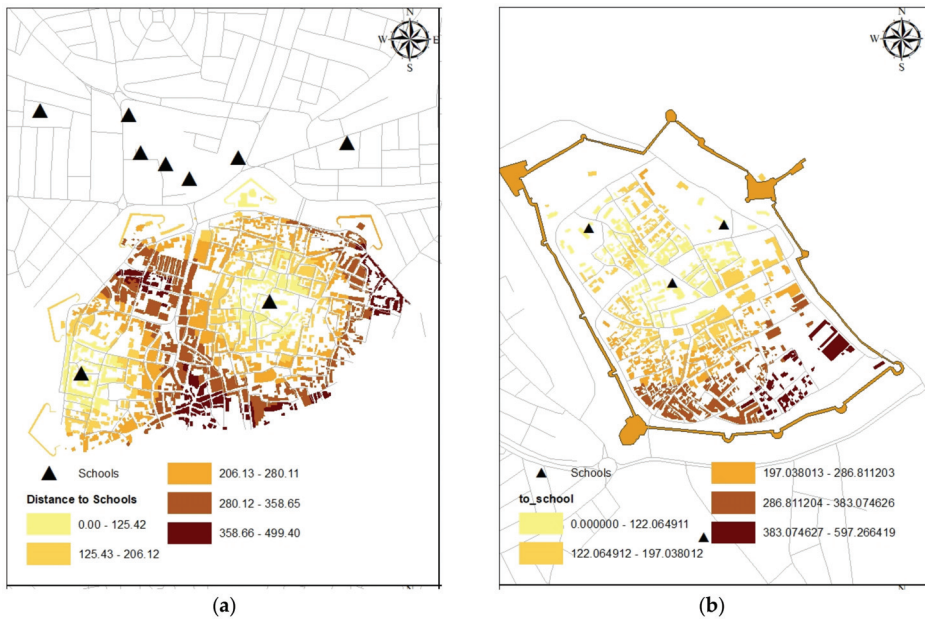 N
W E
S
Schools
Distance to Schools
0.00 - 125.42
125.43 - 206.12
206.13 - 280.11
280.12 - 358.65
358.66 - 499.40
(a)
N
W
S
Schools
to_school
0.000000 - 122.064911
122.064912 - 197.038012
197.038013 - 286.811203
286.811204 - 383.074626
383.074627 - 597.266419
(b)